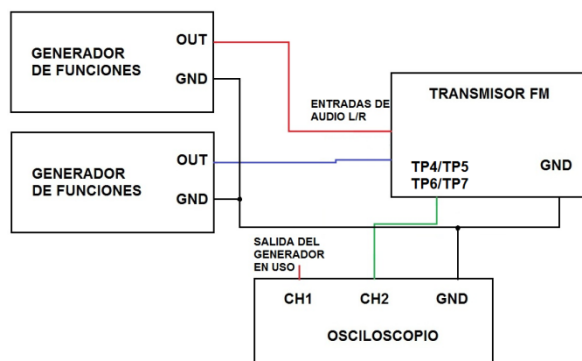 GENERADOR
DE FUNCIONES
OUT
GND
GENERADOR
DE FUNCIONES
OUT
GND
ENTRADAS DE
AUDIO L/R
TRANSMISOR FM
TP4/TP5
TP6/TP7
GND
SALIDA DEL
GENERADOR
EN USO
CH1
CH2
GND
OSCILOSCOPIO